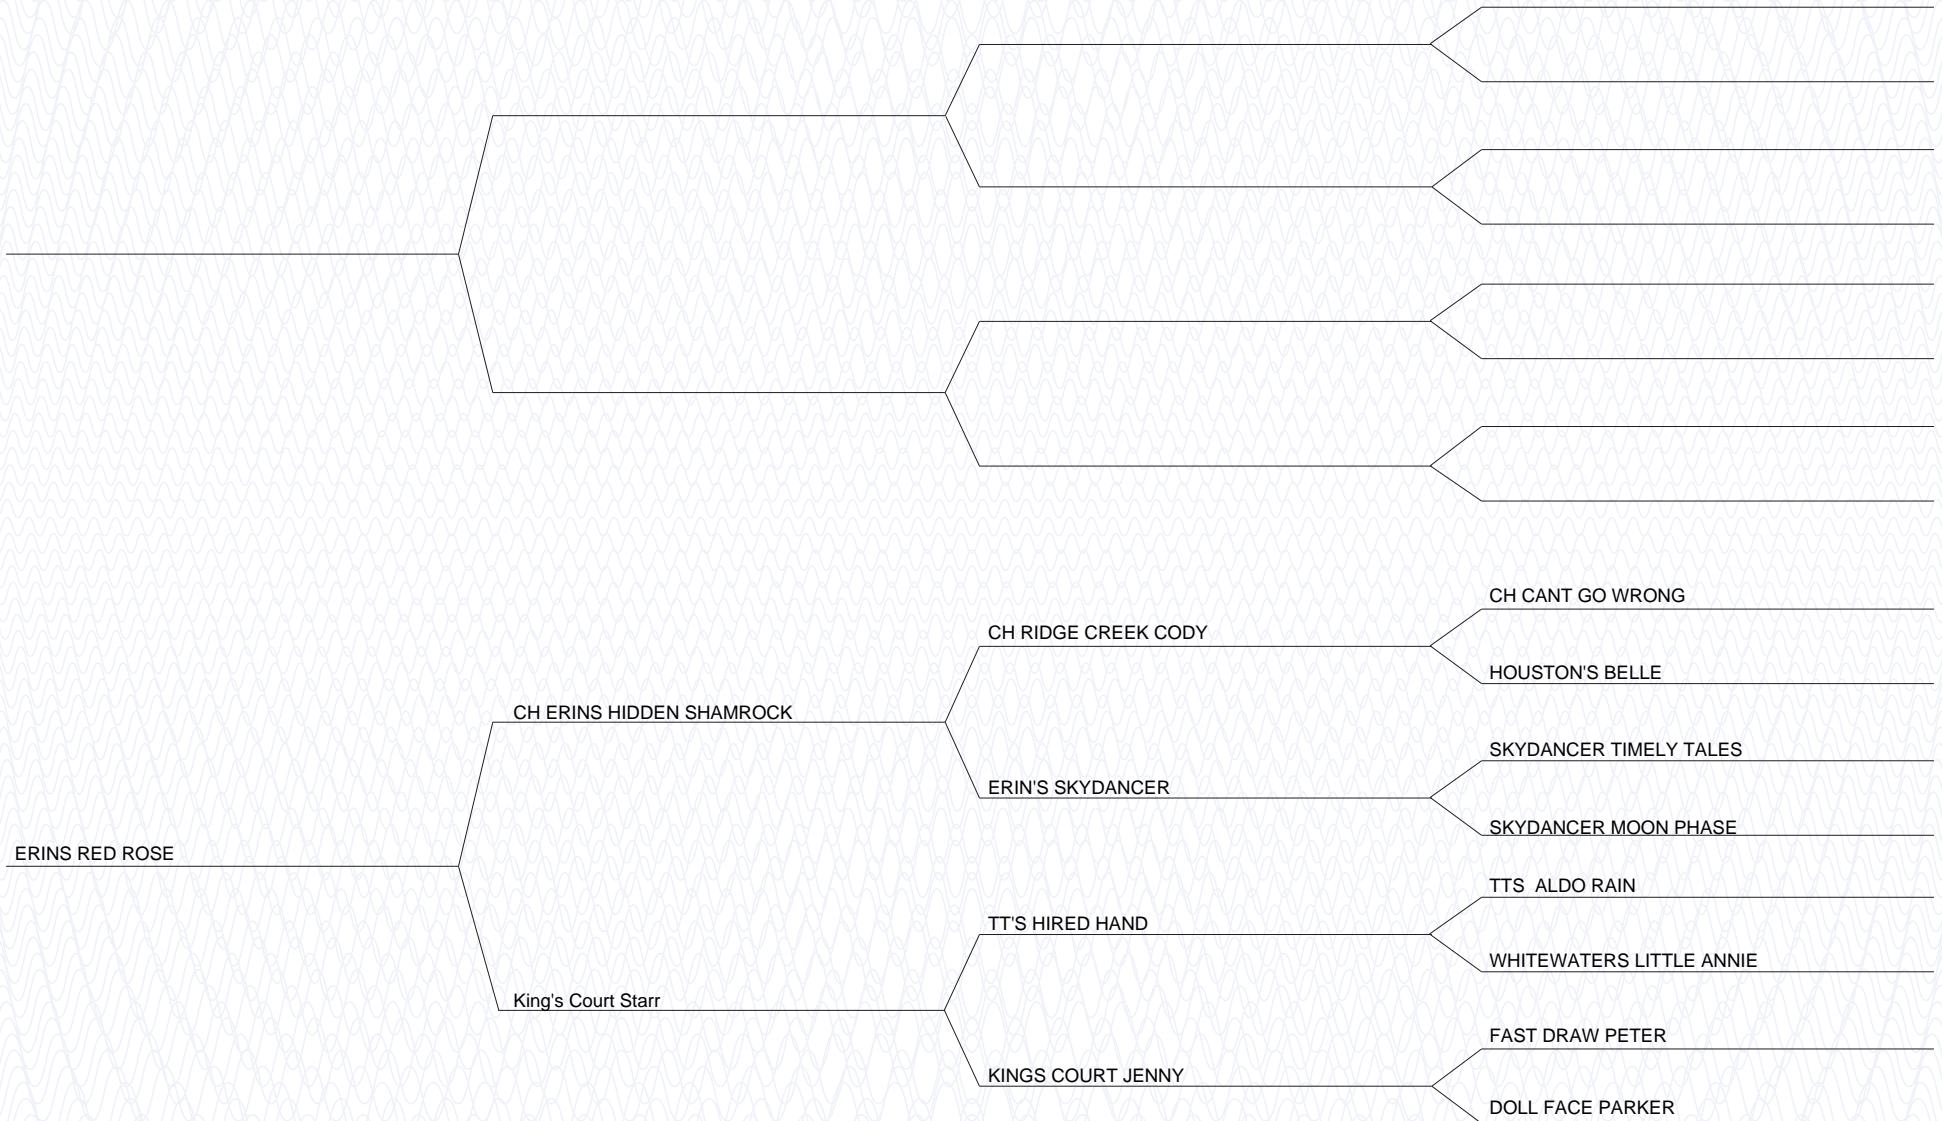 CH CANT GO WRONG
CH RIDGE CREEK CODY
HOUSTON'S BELLE
CH ERINS HIDDEN SHAMROCK
SKYDANCER TIMELY TALES
ERIN'S SKYDANCER
SKYDANCER MOON PHASE
ERINS RED ROSE
TTS  ALDO RAIN
TT'S HIRED HAND
WHITEWATERS LITTLE ANNIE
King's Court Starr
FAST DRAW PETER
KINGS COURT JENNY
DOLL FACE PARKER